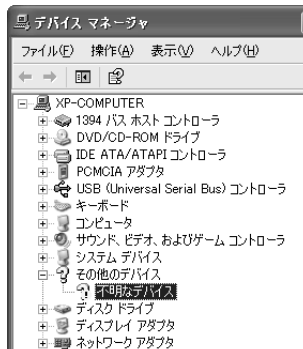 デバイス マネージャ
ファイル(F) 操作(A) 表示(V) ヘルプ(H)
XP-COMPUTER
1394 バス ホスト コントローラ
DVD/CD-ROM ドライブ
IDE ATA/ATAPI コントローラ
PCMCIA アダプタ
USB (Universal Serial Bus) コントローラ
キーボード
コンピュータ
サウンド、ビデオ、およびゲーム コントローラ
システム デバイス
その他のデバイス
不明なデバイス
ディスク ドライブ
ディスプレイ アダプタ
ネットワーク アダプタ